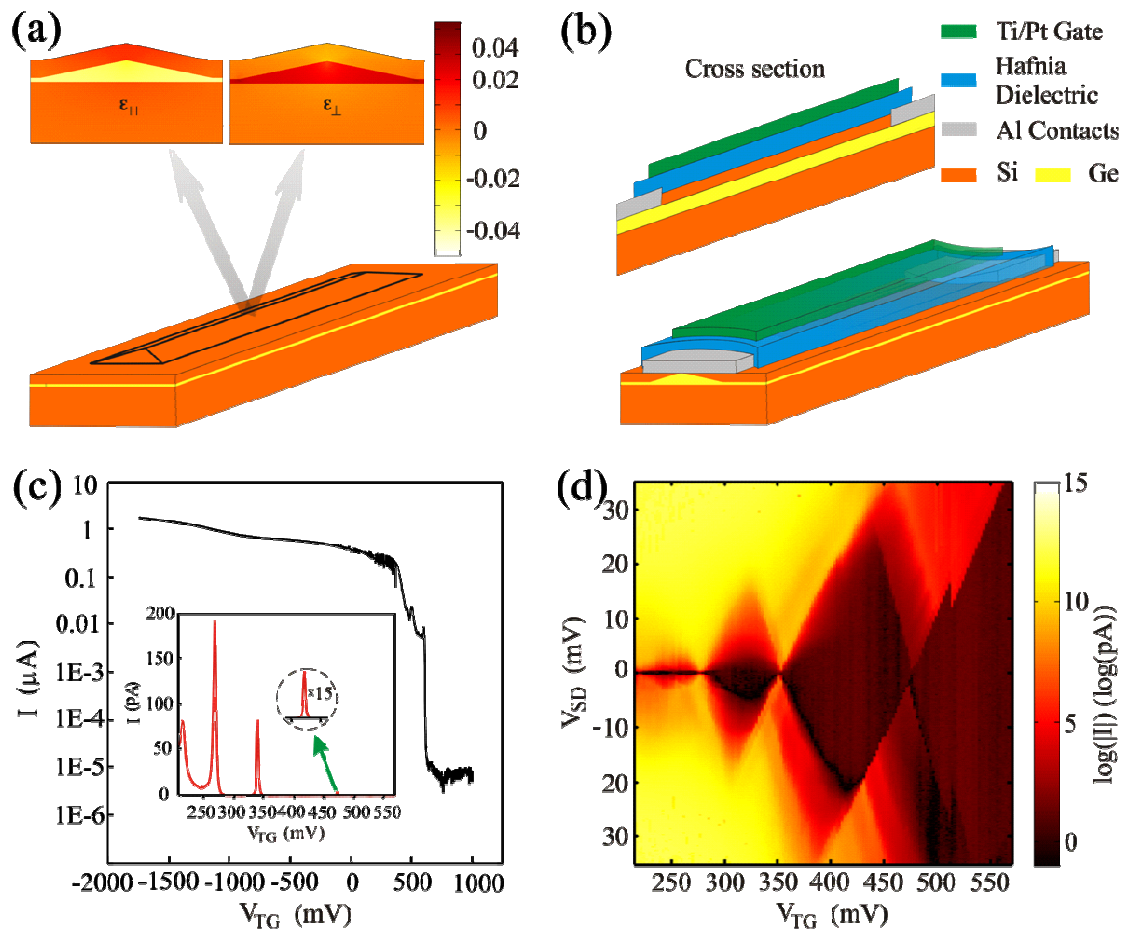 (a)
ε||
ε⊥
0.04
0.02
0
-0.02
-0.04
(b)
Cross section
Ti/Pt Gate
Hafnia
Dielectric
Al Contacts
Si
Ge
(c)
10
1
0.1
0.01
1E-3
1E-4
1E-5
1E-6
I (μA)
-2000
-1500
-1000
-500
0
500
1000
V_TG (mV)
200
150
100
50
0
I (pA)
x15
250
300
350
400
450
500
550
V_TG (mV)
(d)
30
20
10
0
-10
20
30
V_SD (mV)
250
300
350
400
450
500
550
V_TG (mV)
15
10
5
0
log(|I|) (log(pA))